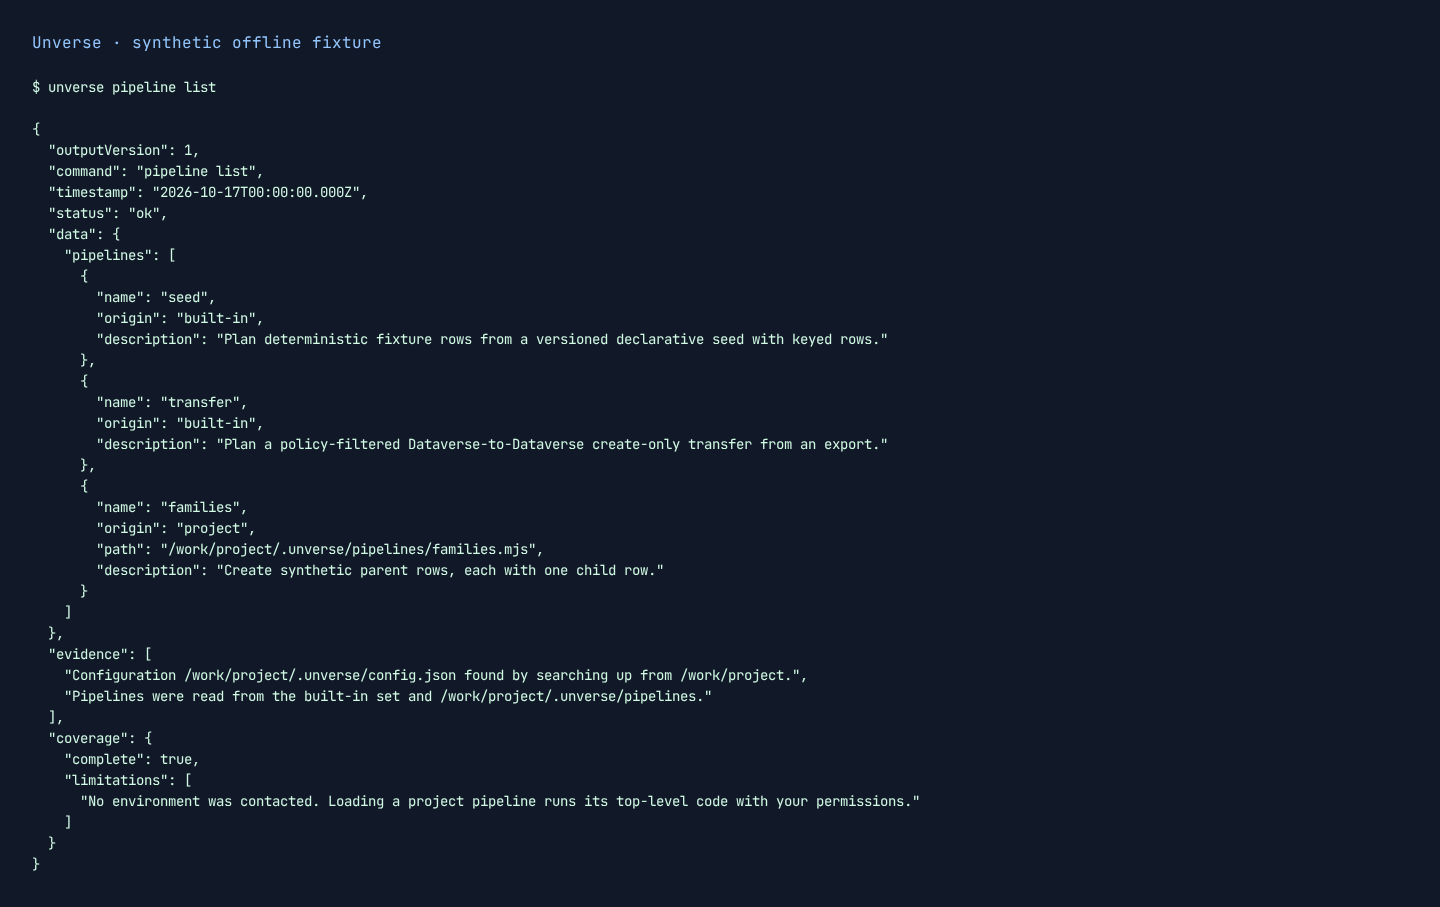 Unverse · synthetic offline fixture
$ unverse pipeline list
{
  "outputVersion": 1,
  "command": "pipeline list",
  "timestamp": "2026-10-17T00:00:00.000Z",
  "status": "ok",
  "data": {
    "pipelines": [
      {
        "name": "seed",
        "origin": "built-in",
        "description": "Plan deterministic fixture rows from a versioned declarative seed with keyed rows."
      },
      {
        "name": "transfer",
        "origin": "built-in",
        "description": "Plan a policy-filtered Dataverse-to-Dataverse create-only transfer from an export."
      },
      {
        "name": "families",
        "origin": "project",
        "path": "/work/project/.unverse/pipelines/families.mjs",
        "description": "Create synthetic parent rows, each with one child row."
      }
    ]
  },
  "evidence": [
    "Configuration /work/project/.unverse/config.json found by searching up from /work/project.",
    "Pipelines were read from the built-in set and /work/project/.unverse/pipelines."
  ],
  "coverage": {
    "complete": true,
    "limitations": [
      "No environment was contacted. Loading a project pipeline runs its top-level code with your permissions."
    ]
  }
}